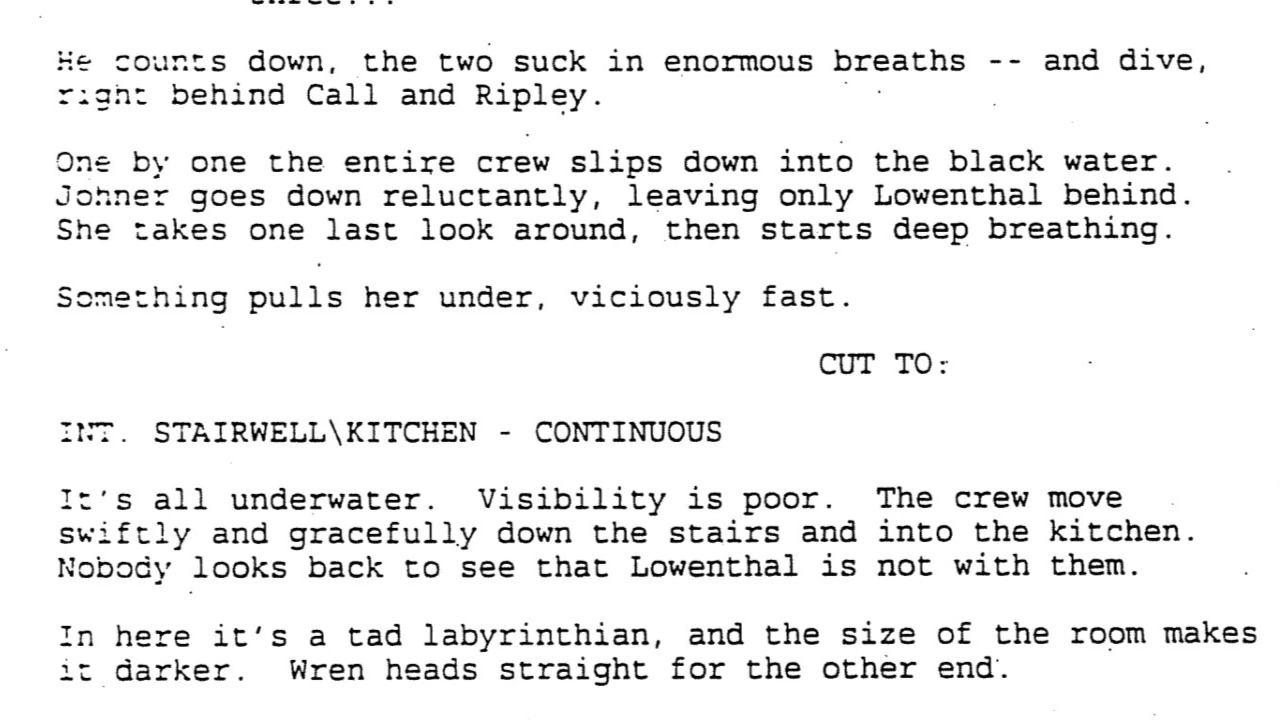 three...
He counts down, the two suck in enormous breaths -- and dive,
right behind Call and Ripley.
One by one the entire crew slips down into the black water.
Johner goes down reluctantly, leaving only Lowenthal behind.
She takes one last look around, then starts deep breathing.
Something pulls her under, viciously fast.
CUT TO:
INT. STAIRWELL\KITCHEN - CONTINUOUS
It's all underwater.  Visibility is poor.  The crew move
swiftly and gracefully down the stairs and into the kitchen.
Nobody looks back to see that Lowenthal is not with them.
In here it's a tad labyrinthian, and the size of the room makes
it darker.  Wren heads straight for the other end.